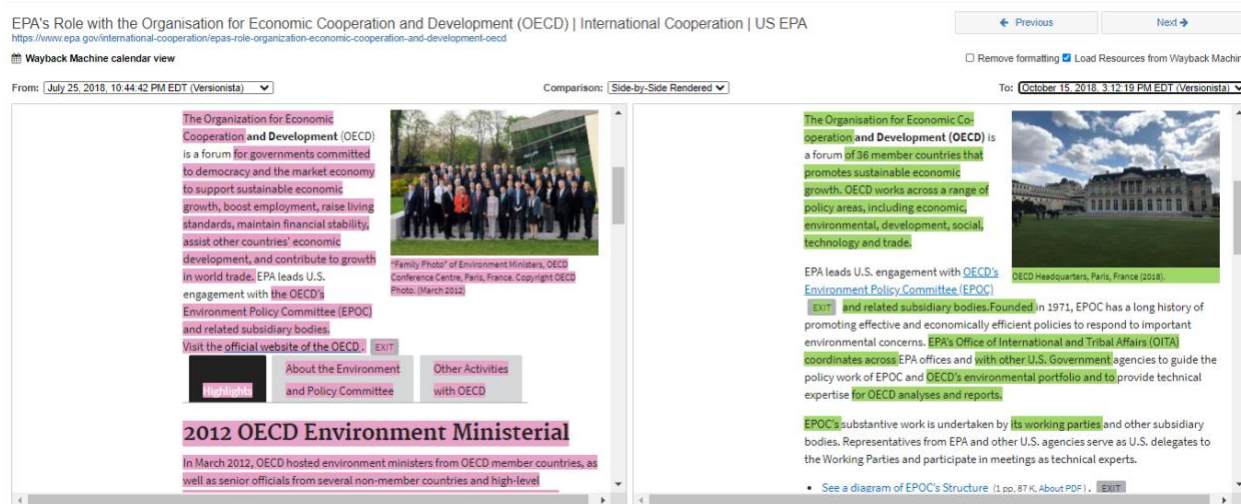 EPA's Role with the Organisation for Economic Cooperation and Development (OECD) | International Cooperation | US EPA
https://www.epa.gov/international-cooperation/epas-role-organization-economic-cooperation-and-development-oecd
← Previous
Next →
Wayback Machine calendar view
Remove formatting
Load Resources from Wayback Machin
From: July 25, 2018, 10:44:42 PM EDT (Versionista)
Comparison: Side-by-Side Rendered
To: October 15, 2018, 3:12:19 PM EDT (Versionista)
The Organization for Economic
Cooperation and Development (OECD)
is a forum for governments committed
to democracy and the market economy
to support sustainable economic
growth, boost employment, raise living
standards, maintain financial stability,
assist other countries' economic
development, and contribute to growth
in world trade. EPA leads U.S.
engagement with the OECD's
Environment Policy Committee (EPOC)
and related subsidiary bodies.
Visit the official website of the OECD . EXIT
"Family Photo" of Environment Ministers, OECD
Conference Centre, Paris, France. Copyright OECD
Photo. (March 2012)
Highlights
About the Environment
and Policy Committee
Other Activities
with OECD
2012 OECD Environment Ministerial
In March 2012, OECD hosted environment ministers from OECD member countries, as
well as senior officials from several non-member countries and high-level
The Organisation for Economic Co-
operation and Development (OECD) is
a forum of 36 member countries that
promotes sustainable economic
growth. OECD works across a range of
policy areas, including economic,
environmental, development, social,
technology and trade.
OECD Headquarters, Paris, France (2018).
EPA leads U.S. engagement with OECD's
Environment Policy Committee (EPOC)
EXIT and related subsidiary bodies.Founded in 1971, EPOC has a long history of
promoting effective and economically efficient policies to respond to important
environmental concerns. EPA's Office of International and Tribal Affairs (OITA)
coordinates across EPA offices and with other U.S. Government agencies to guide the
policy work of EPOC and OECD's environmental portfolio and to provide technical
expertise for OECD analyses and reports.
EPOC's substantive work is undertaken by its working parties and other subsidiary
bodies. Representatives from EPA and other U.S. agencies serve as U.S. delegates to
the Working Parties and participate in meetings as technical experts.
• See a diagram of EPOC's Structure (1 pp, 87 K, About PDF) . EXIT